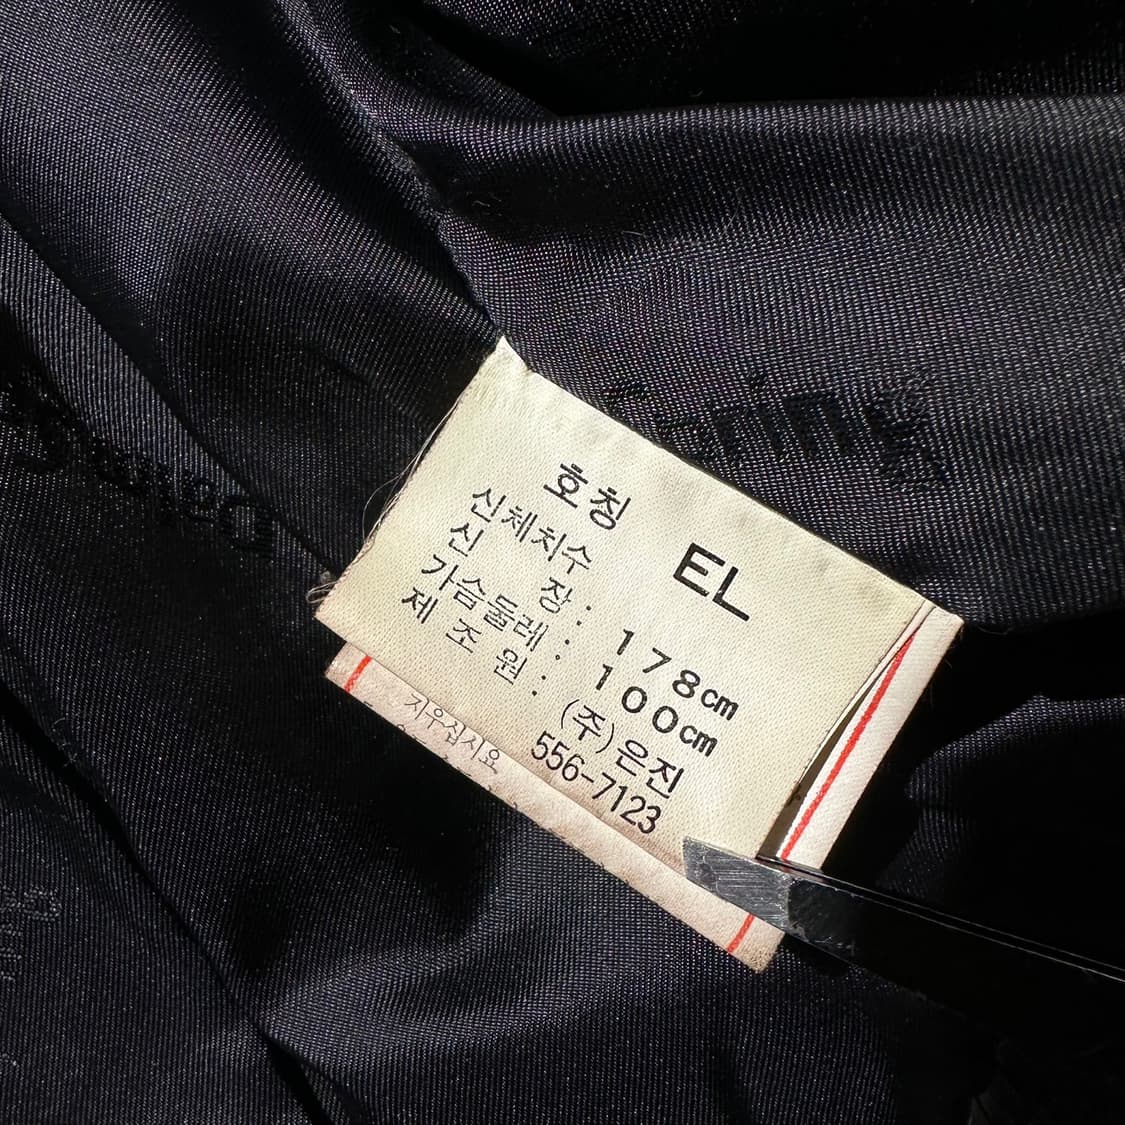 호칭 EL
신체치수
신 장 : 178cm
가슴둘레 : 100cm
제 조 원 : (주)은진
556-7123
지우십시요